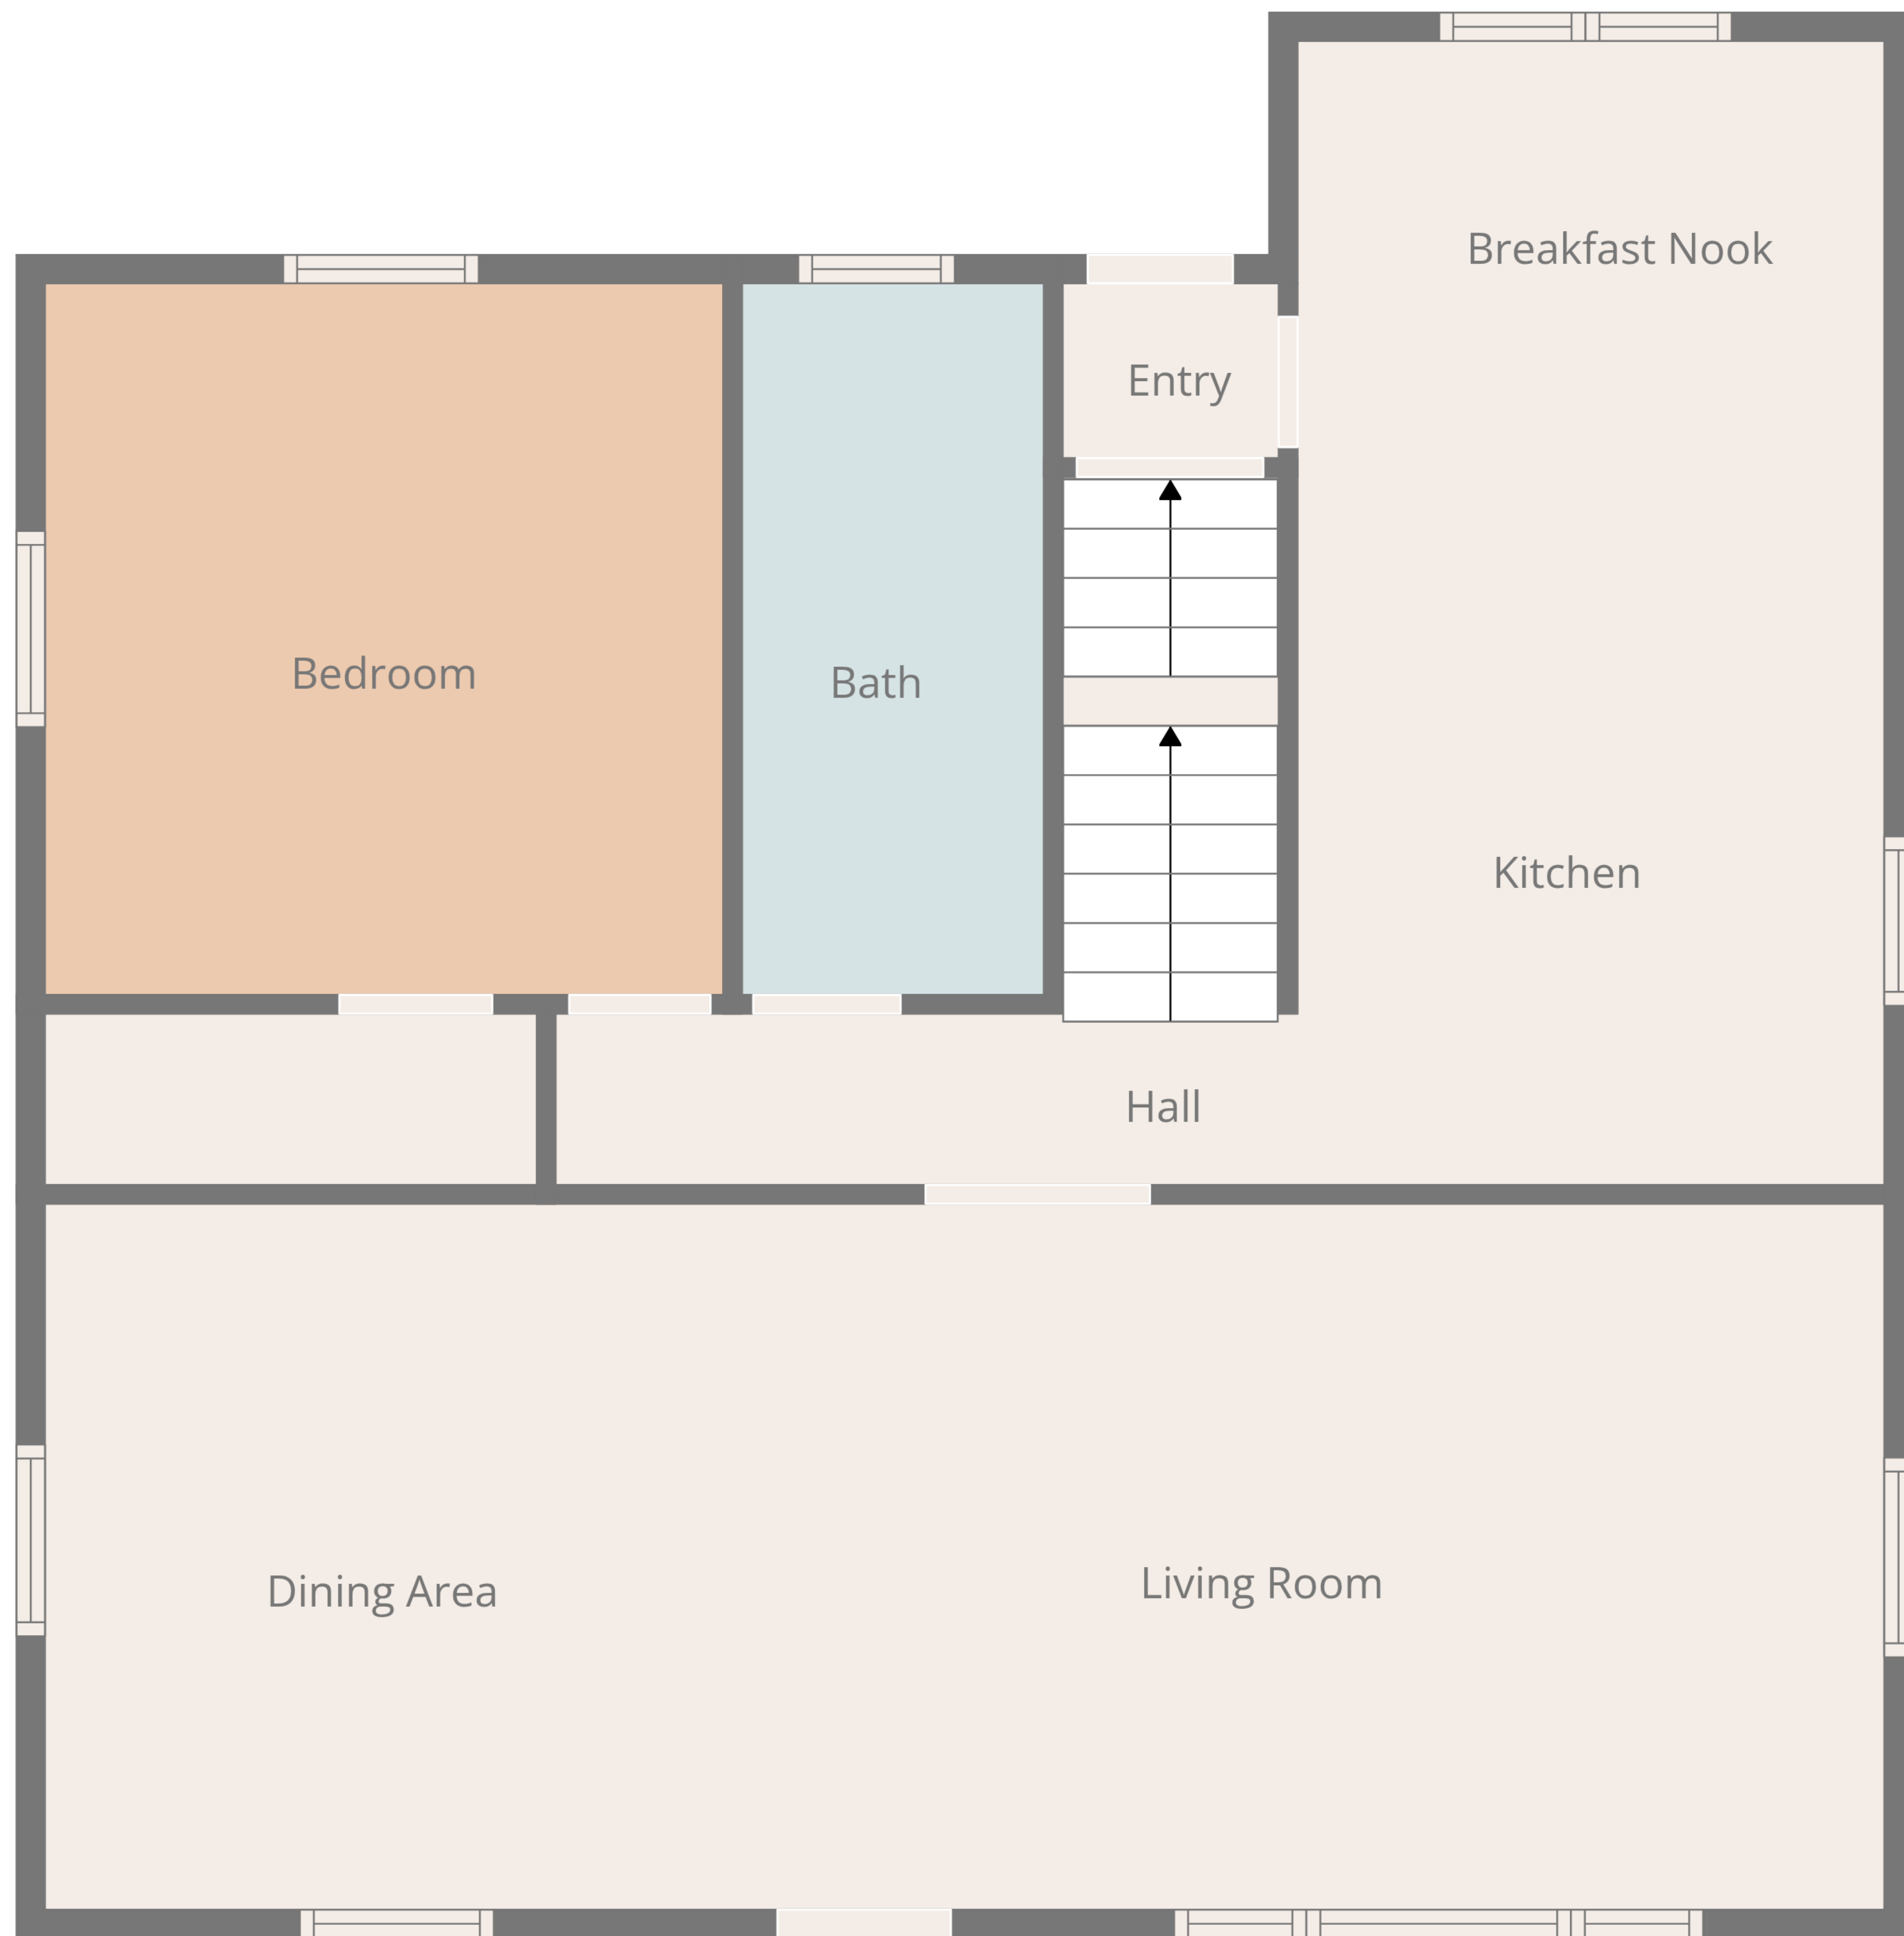 Breakfast Nook
Entry
Bedroom
Bath
Kitchen
Hall
Dining Area
Living Room